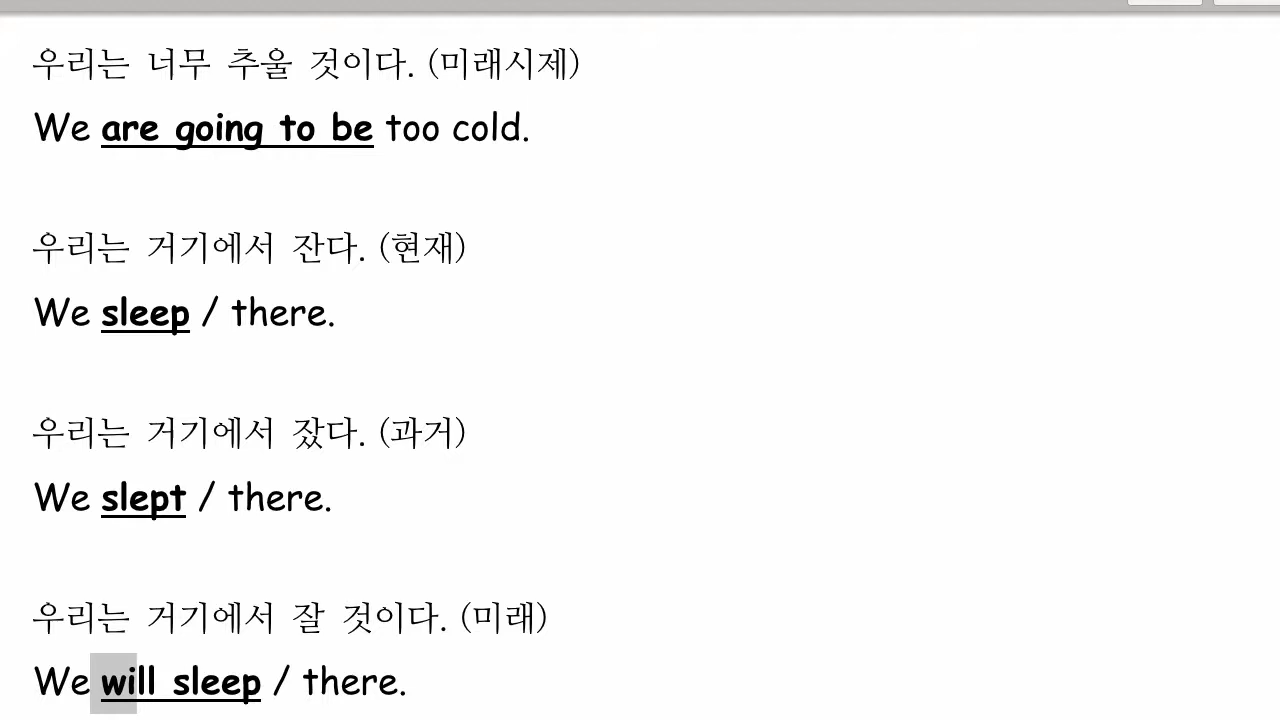 우리는 너무 추울 것이다. (미래시제)
We are going to be too cold.
우리는 거기에서 잔다. (현재)
We sleep / there.
우리는 거기에서 잤다. (과거)
We slept / there.
우리는 거기에서 잘 것이다. (미래)
We will sleep / there.